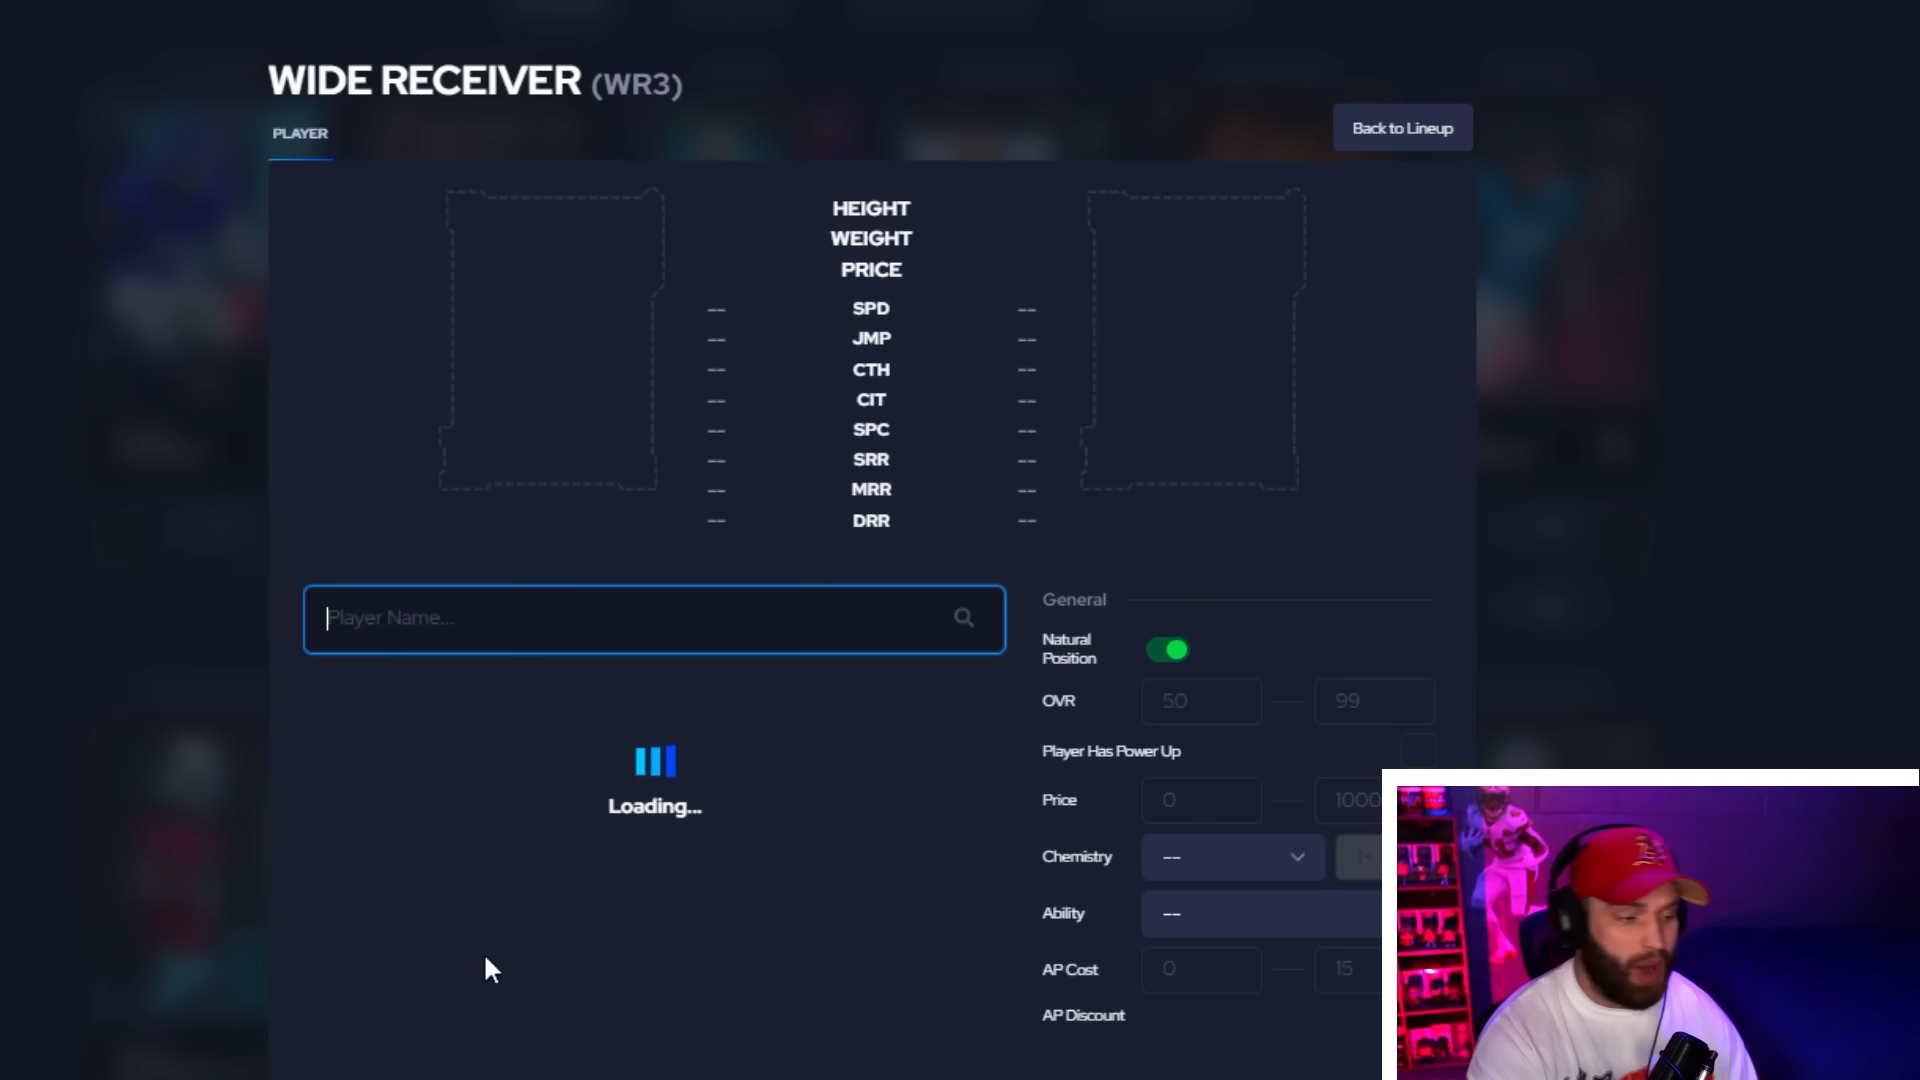 WIDE RECEIVER (WR3)
PLAYER
Back to Lineup
HEIGHT
WEIGHT
PRICE
-- SPD --
-- JMP --
-- CTH --
-- CIT --
-- SPC --
-- SRR --
-- MRR --
-- DRR --
Player Name...
Loading...
General
Natural
Position
OVR 50 — 99
Player Has Power Up
Price 0 — 1000
Chemistry --
Ability --
AP Cost 0 — 15
AP Discount